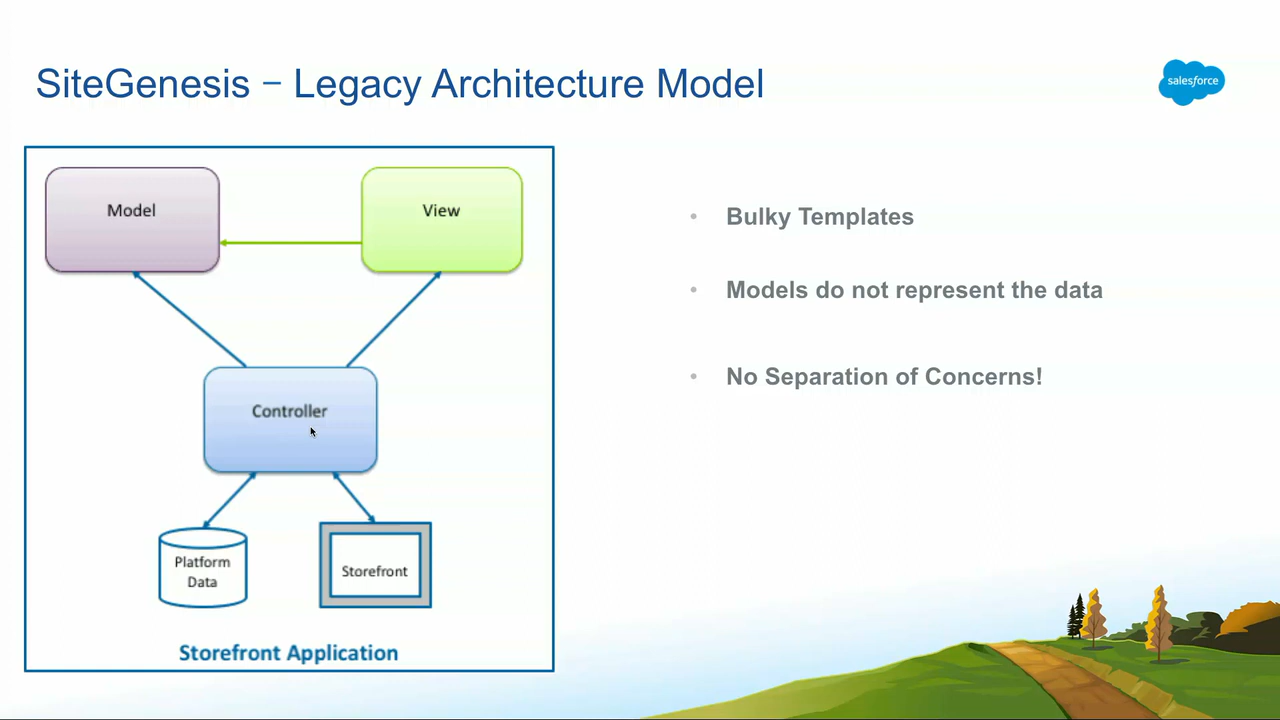 SiteGenesis – Legacy Architecture Model
salesforce
Model
View
Controller
Platform
Data
Storefront
Storefront Application
• Bulky Templates
• Models do not represent the data
• No Separation of Concerns!